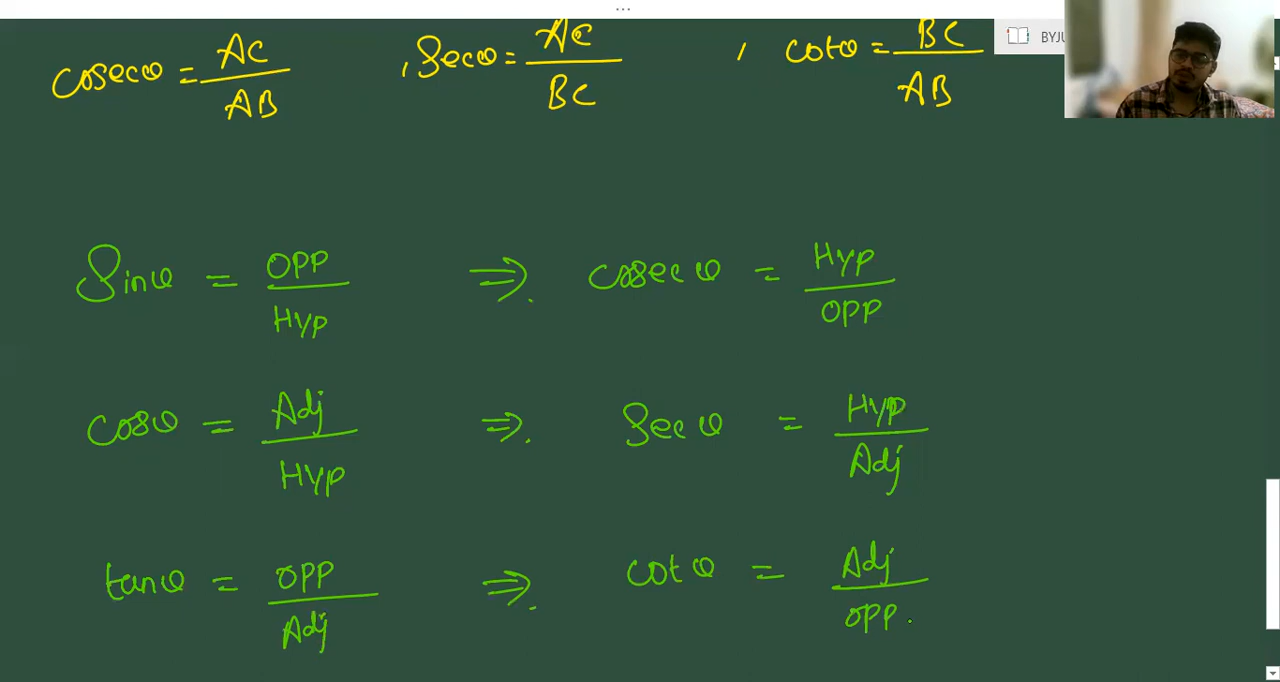 BYJU
cosecθ = AC/AB , Secθ = AC/BC , cotθ = BC/AB
Sinθ = OPP/HYP ⇒. cosecθ = HYP/OPP
cosθ = Adj/HYP ⇒. Secθ = HYP/Adj
tanθ = OPP/Adj ⇒. cotθ = Adj/OPP.